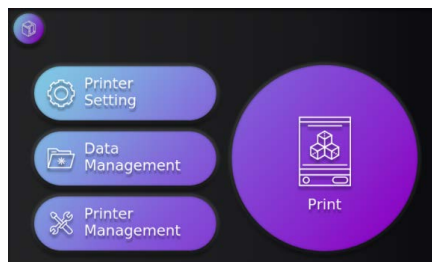 Printer
Setting
Data
Management
Printer
Management
Print